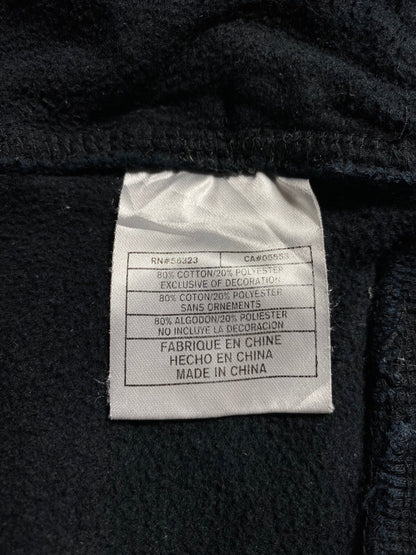 RN#56323 CA#05553
80% COTTON/20% POLYESTER
EXCLUSIVE OF DECORATION
80% COTON/20% POLYESTER
SANS ORNEMENTS
80% ALGODON/20% POLIESTER
NO INCLUYE LA DECORACIÓN
FABRIQUE EN CHINE
HECHO EN CHINA
MADE IN CHINA